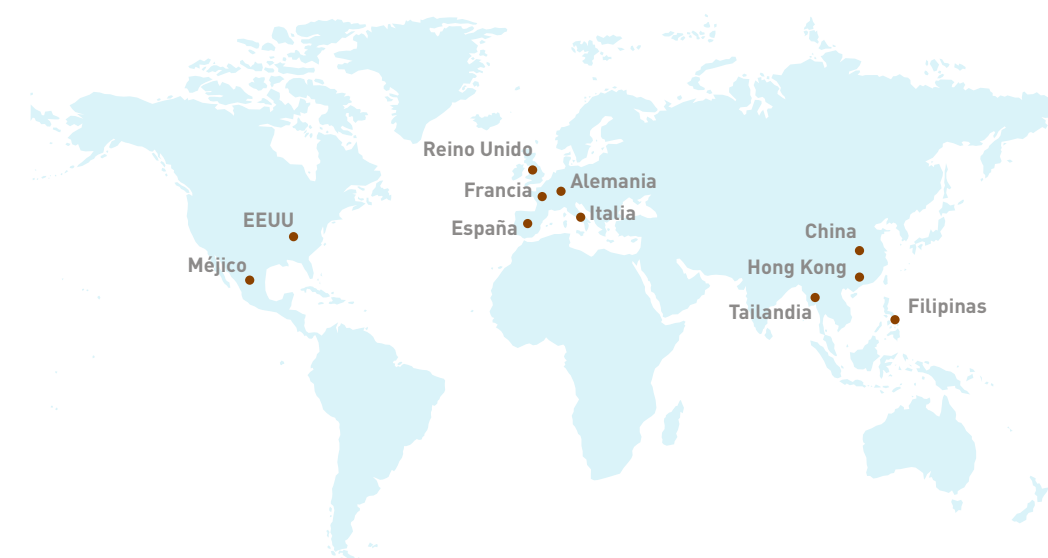 Reino Unido
Alemania
Francia
Italia
EEUU
España
China
Méjico
Hong Kong
Filipinas
Tailandia